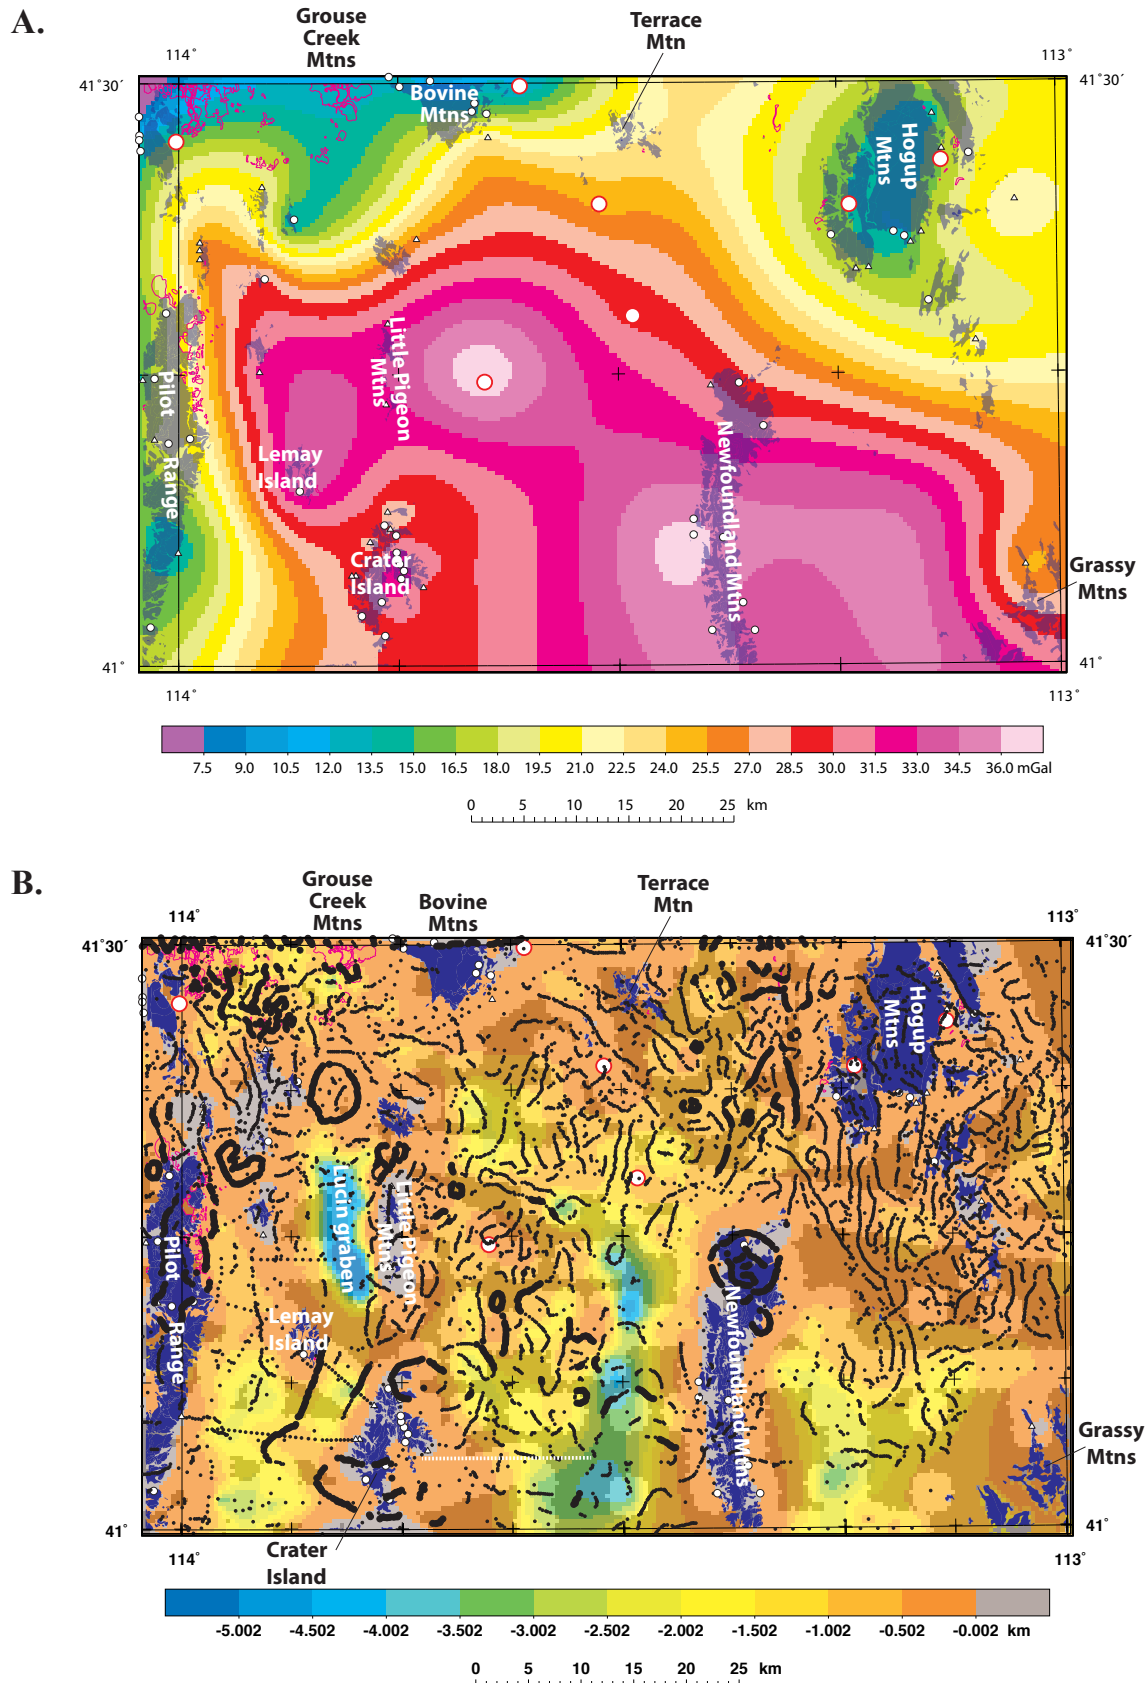 A.
Grouse
Creek
Mtns
Terrace
Mtn
114°
113°
41°30´
41°30´
Bovine
Mtns
Hogup
Mtns
Little Pigeon
Mtns
Pilot
Range
Lemay
Island
Newfoundland Mtns
Crater
Island
Grassy
Mtns
41°
41°
114°
113°
7.5 9.0 10.5 12.0 13.5 15.0 16.5 18.0 19.5 21.0 22.5 24.0 25.5 27.0 28.5 30.0 31.5 33.0 34.5 36.0 mGal
0 5 10 15 20 25 km
B.
Grouse
Creek
Mtns
Bovine
Mtns
Terrace
Mtn
114°
113°
41°30´
41°30´
Hogup
Mtns
Lucin graben
Little Pigeon
Mtns
Pilot
Range
Lemay
Island
Newfoundland Mtns
Grassy
Mtns
41°
41°
114°
113°
Crater
Island
-5.002 -4.502 -4.002 -3.502 -3.002 -2.502 -2.002 -1.502 -1.002 -0.502 -0.002 km
0 5 10 15 20 25 km